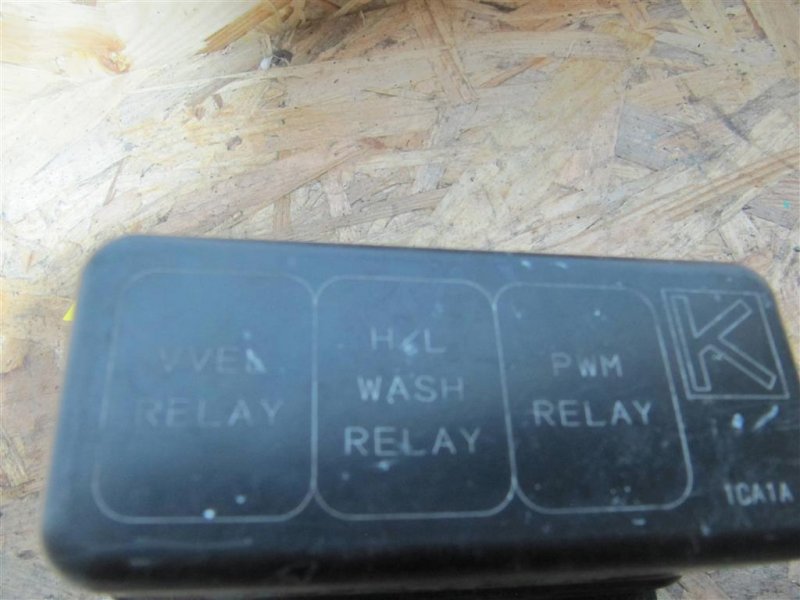 VVEL
RELAY
H/L
WASH
RELAY
PWM
RELAY
K
1CA1A